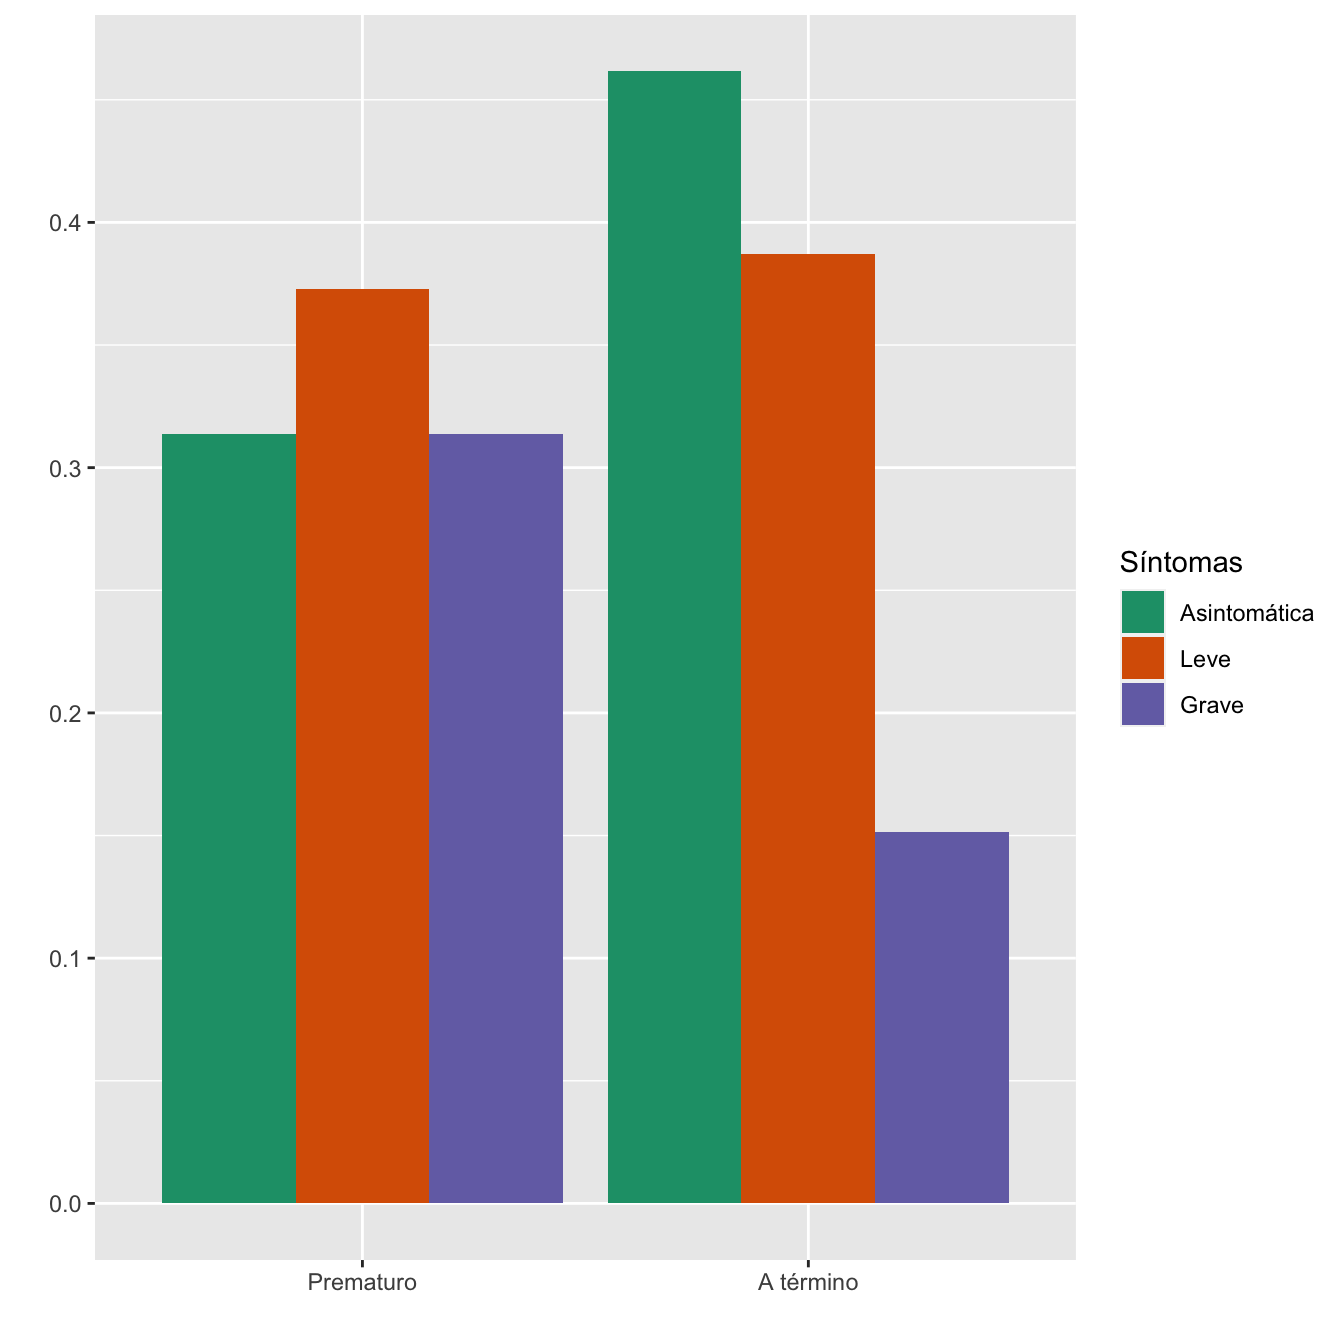 0.4
0.3
0.2
0.1
0.0
Prematuro
A término
Síntomas
Asintomática
Leve
Grave